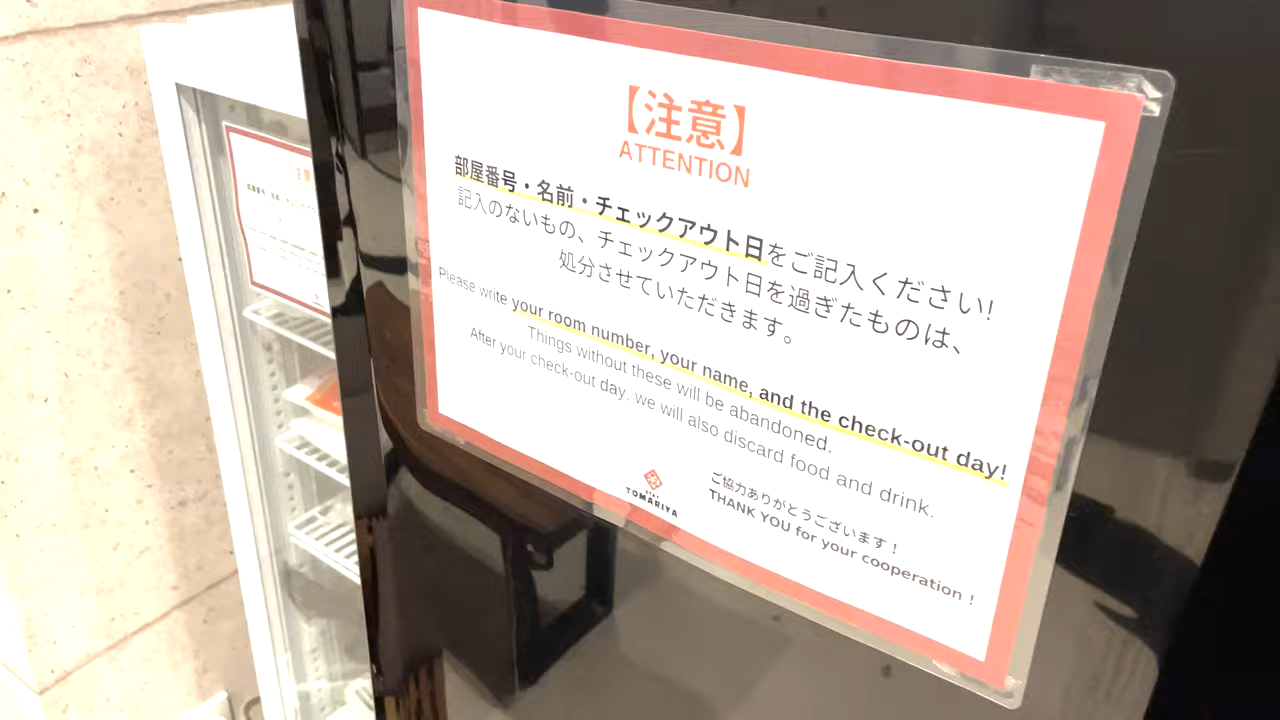 【注意】
ATTENTION
部屋番号・名前・チェックアウト日をご記入ください!
記入のないもの、チェックアウト日を過ぎたものは、
処分させていただきます。
Please write your room number, your name, and the check-out day!
Things without these will be abandoned.
After your check-out day. we will also discard food and drink.
TOMARIYA
ご協力ありがとうございます！
THANK YOU for your cooperation !